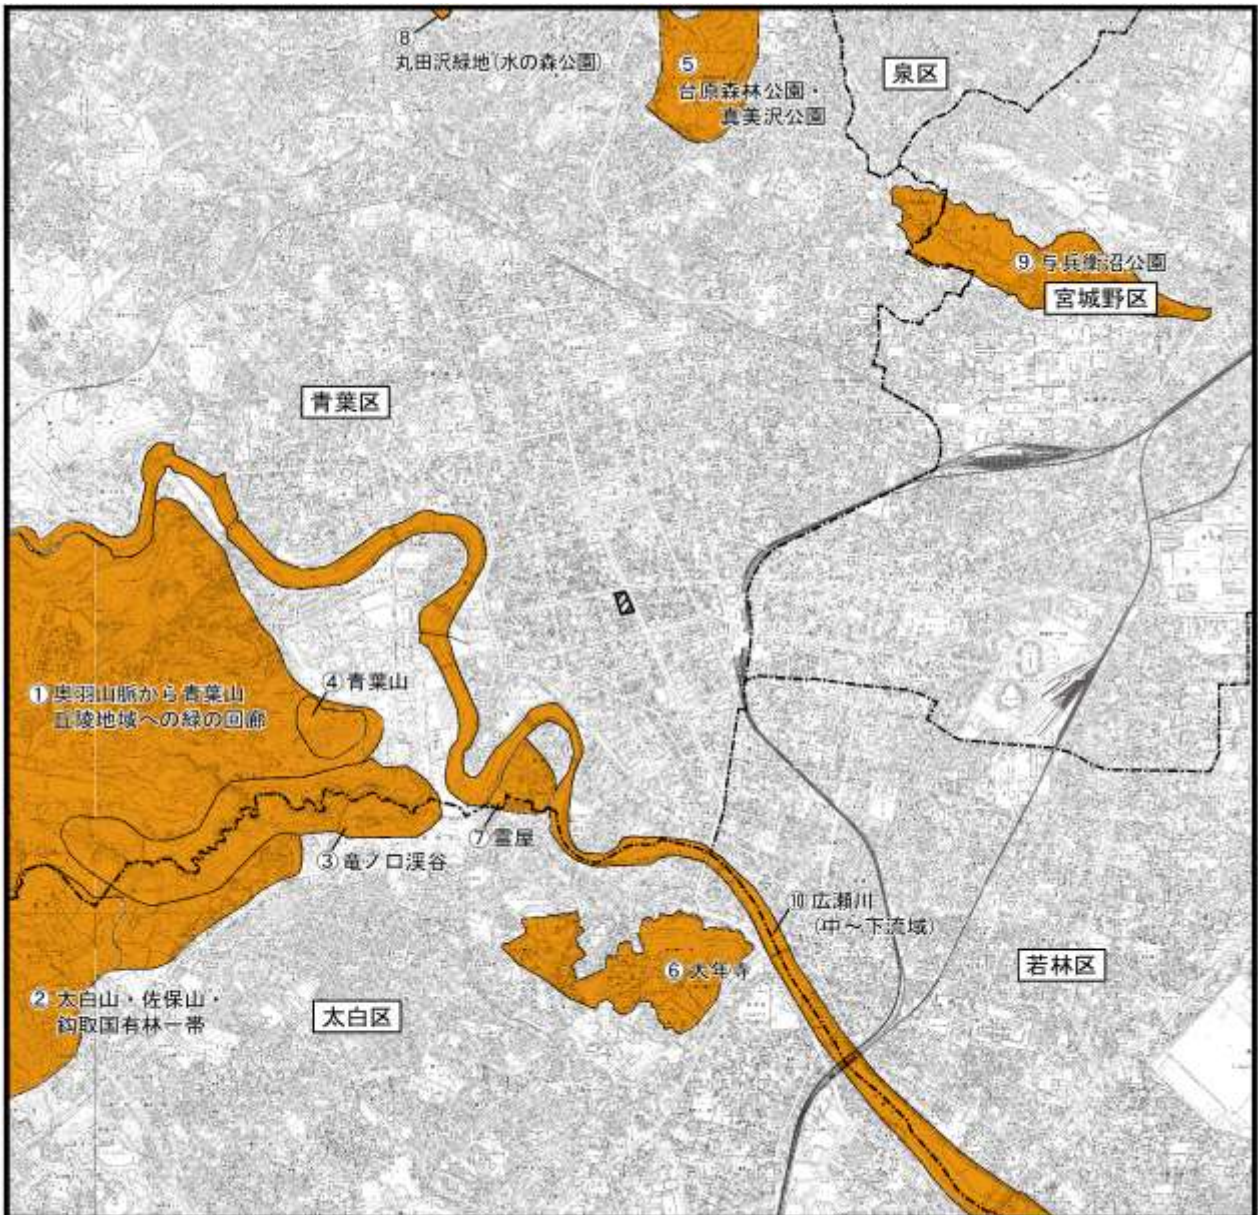 ⑧
丸田沢緑地(水の森公園)
⑤
台原森林公園・
真美沢公園
泉区
⑨ 与兵衛沼公園
宮城野区
青葉区
① 奥羽山脈から青葉山
丘陵地域への緑の回廊
④ 青葉山
⑦ 霊屋
③ 竜ノ口渓谷
⑩ 広瀬川
(中～下流域)
⑥ 大年寺
若林区
② 太白山・佐保山・
鈎取国有林一帯
太白区